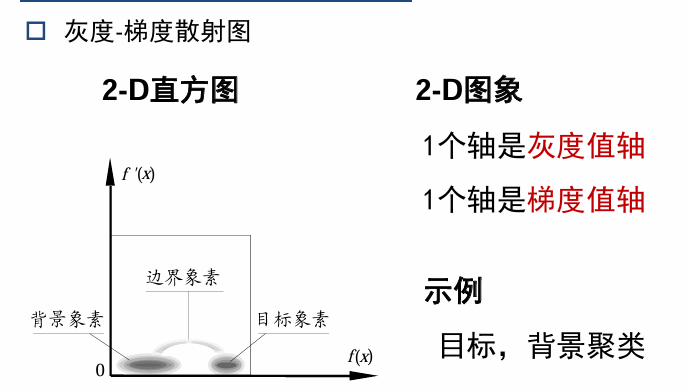 灰度-梯度散射图
2-D直方图
2-D图象
1个轴是灰度值轴
1个轴是梯度值轴
f '(x)
边界象素
背景象素
目标象素
0
f(x)
示例
目标，背景聚类